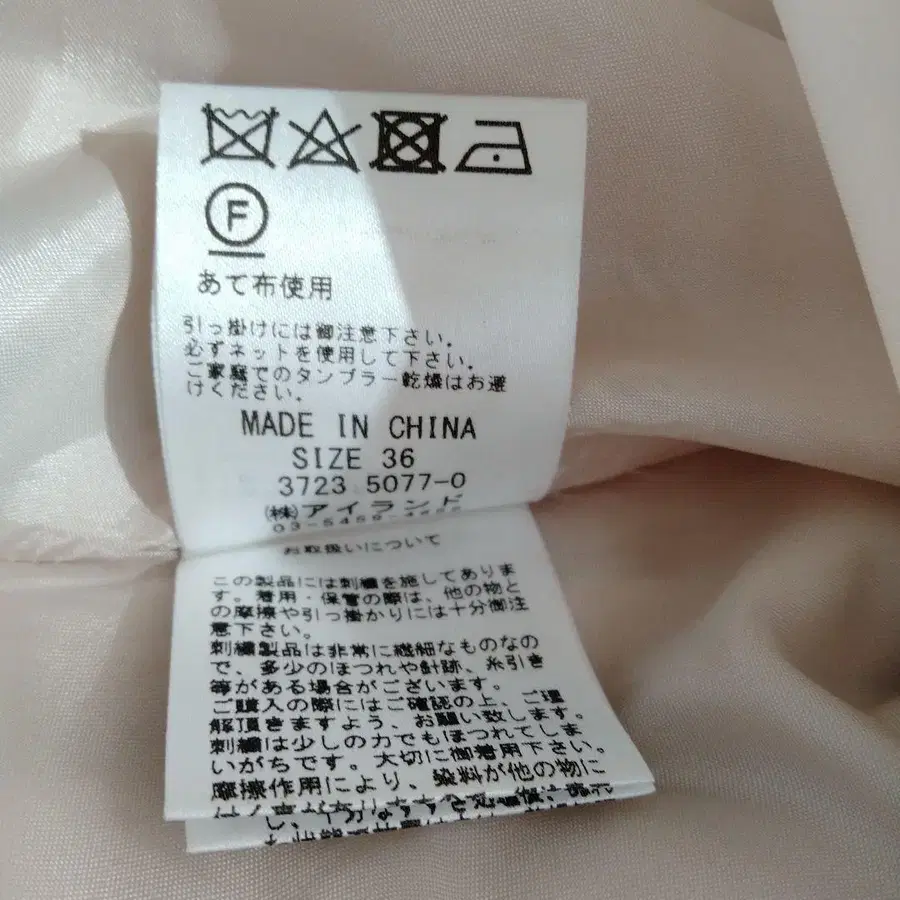 F
あて布使用
引っ掛けには御注意下さい。
必ずネットを使用して下さい。
ご家庭でのタンブラー乾燥はお避
けください。
MADE IN CHINA
SIZE 36
3723 5077-0
(株)アイランド
お取扱いについて
この製品には刺繍を施してありま
す。着用・保管の際は、他の物と
の摩擦や引っ掛かりには十分御注
意下さい。
刺繍製品は非常に繊細なものなの
で、多少のほつれや針跡、糸引き
等がある場合がございます。
ご購入の際にはご確認の上、ご理
解頂きますよう、お願い致します。
刺繍は少しの力でもほつれてしま
いがちです。大切に御着用下さい。
摩擦作用により、染料が他の物に